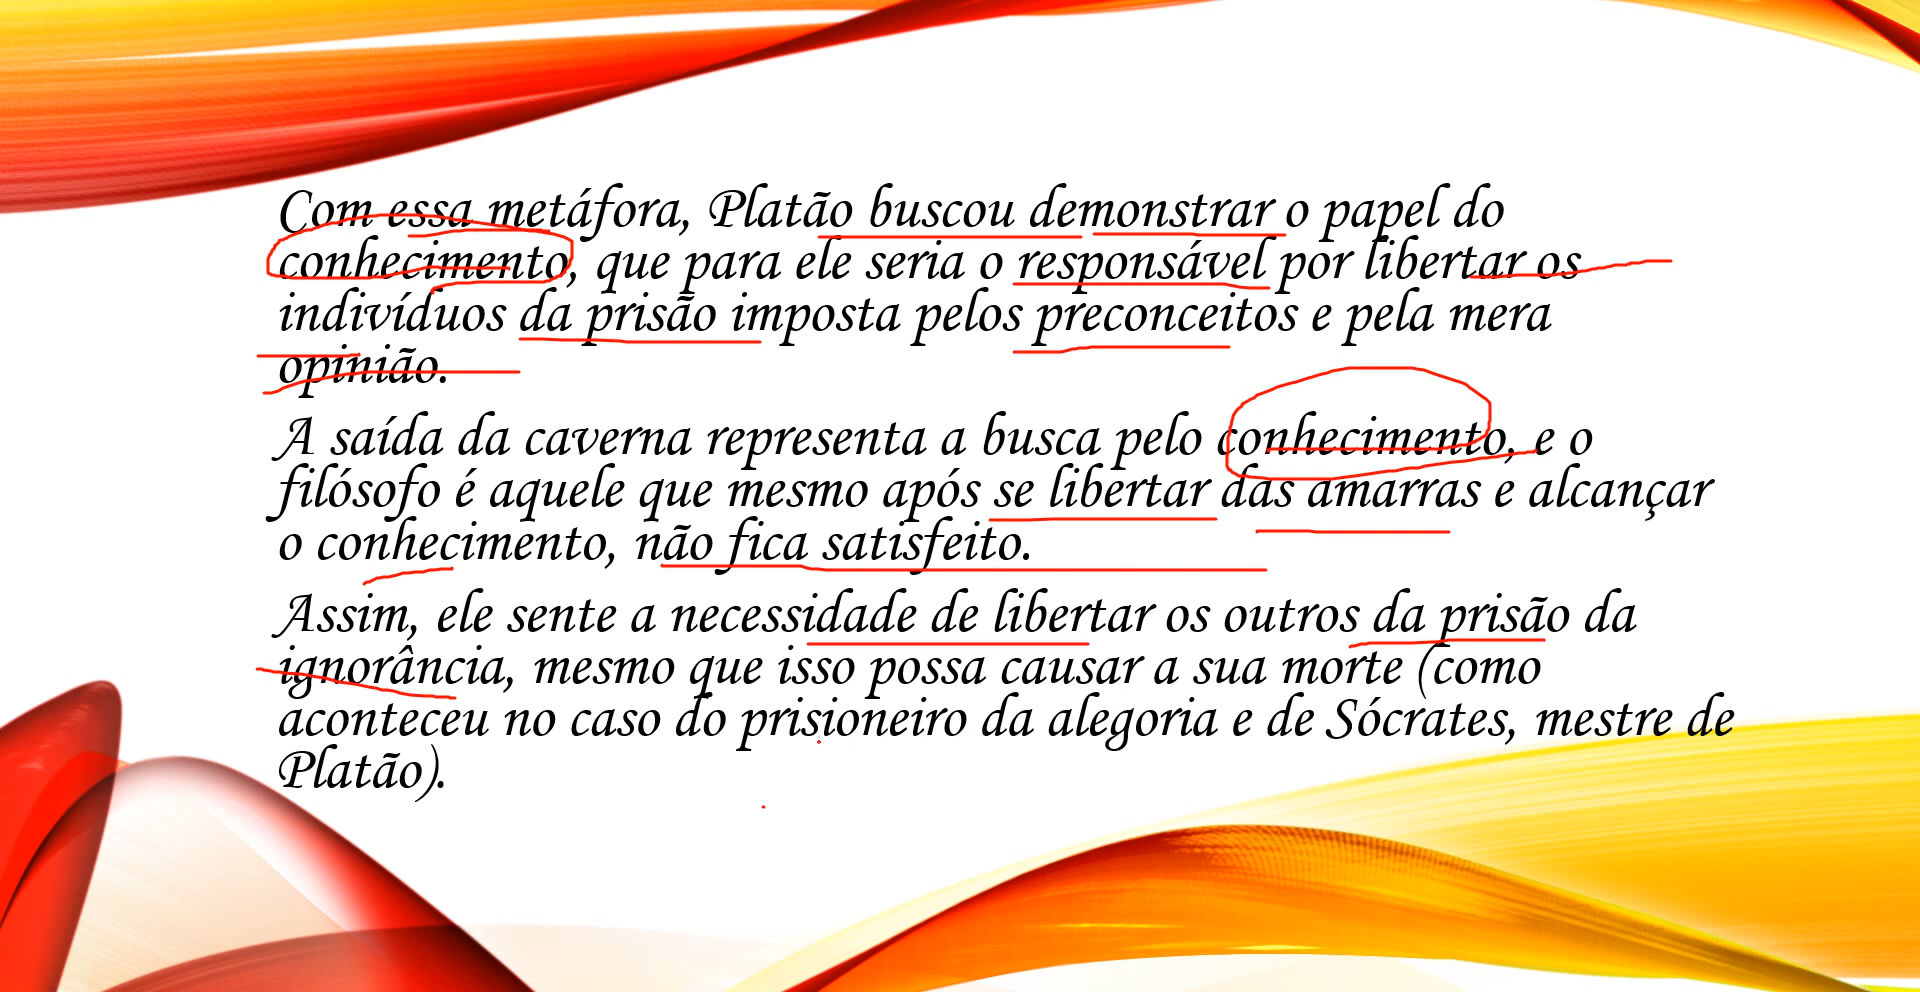 Com essa metáfora, Platão buscou demonstrar o papel do
conhecimento, que para ele seria o responsável por libertar os
indivíduos da prisão imposta pelos preconceitos e pela mera
opinião.
A saída da caverna representa a busca pelo conhecimento, e o
filósofo é aquele que mesmo após se libertar das amarras e alcançar
o conhecimento, não fica satisfeito.
Assim, ele sente a necessidade de libertar os outros da prisão da
ignorância, mesmo que isso possa causar a sua morte (como
aconteceu no caso do prisioneiro da alegoria e de Sócrates, mestre de
Platão).